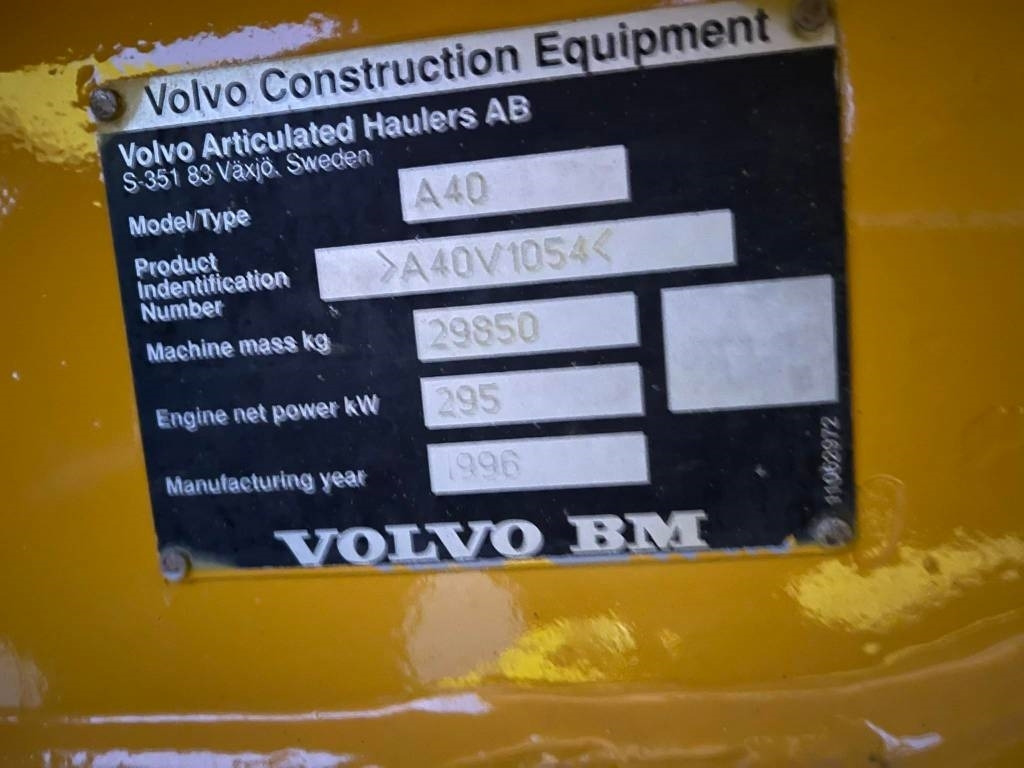 Volvo Construction Equipment
Volvo Articulated Haulers AB
S-351 83 Växjö. Sweden
Model/Type A40
Product
Indentification
Number
>A40V1054<
Machine mass kg 29850
Engine net power kW 295
Manufacturing year 1996
11062972
VOLVO BM